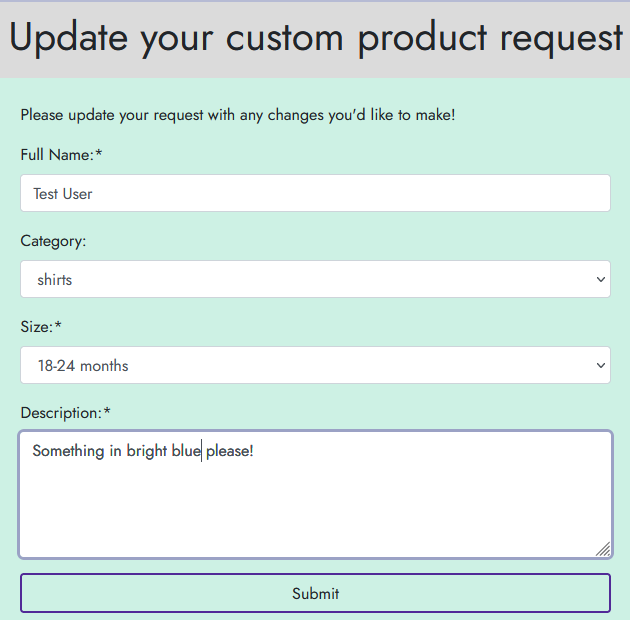 Update your custom product request
Please update your request with any changes you'd like to make!
Full Name:*
Test User
Category:
shirts
Size:*
18-24 months
Description:*
Something in bright blue please!
Submit